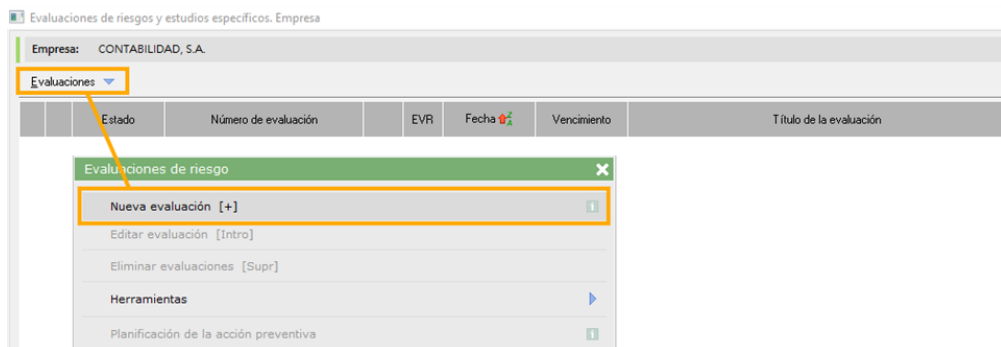 Evaluaciones de riesgos y estudios específicos. Empresa
Empresa: CONTABILIDAD, S.A.
Evaluaciones
Estado Número de evaluación EVR Fecha Vencimiento Título de la evaluación
Evaluaciones de riesgo
Nueva evaluación [+]
Editar evaluación [Intro]
Eliminar evaluaciones [Supr]
Herramientas
Planificación de la acción preventiva